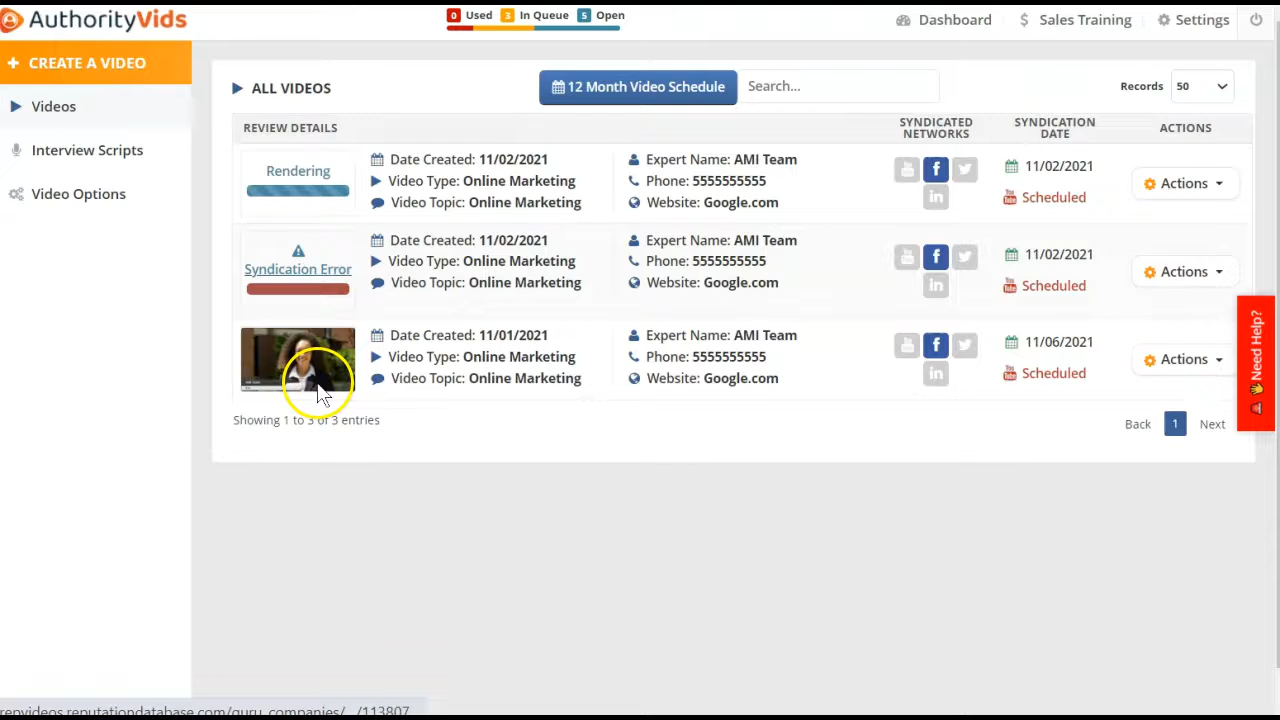 AuthorityVids
0 Used 3 In Queue 5 Open
Dashboard
$ Sales Training
Settings
+ CREATE A VIDEO
Videos
Interview Scripts
Video Options
ALL VIDEOS
12 Month Video Schedule
Search...
Records 50
REVIEW DETAILS
SYNDICATED
NETWORKS
SYNDICATION
DATE
ACTIONS
Rendering
Date Created: 11/02/2021
Video Type: Online Marketing
Video Topic: Online Marketing
Expert Name: AMI Team
Phone: 5555555555
Website: Google.com
11/02/2021
Scheduled
Actions
Syndication Error
Date Created: 11/02/2021
Video Type: Online Marketing
Video Topic: Online Marketing
Expert Name: AMI Team
Phone: 5555555555
Website: Google.com
11/02/2021
Scheduled
Actions
Date Created: 11/01/2021
Video Type: Online Marketing
Video Topic: Online Marketing
Expert Name: AMI Team
Phone: 5555555555
Website: Google.com
11/06/2021
Scheduled
Actions
Showing 1 to 3 of 3 entries
Back 1 Next
Need Help?
repvideos.reputationdatabase.com/guru_companies/.../113807